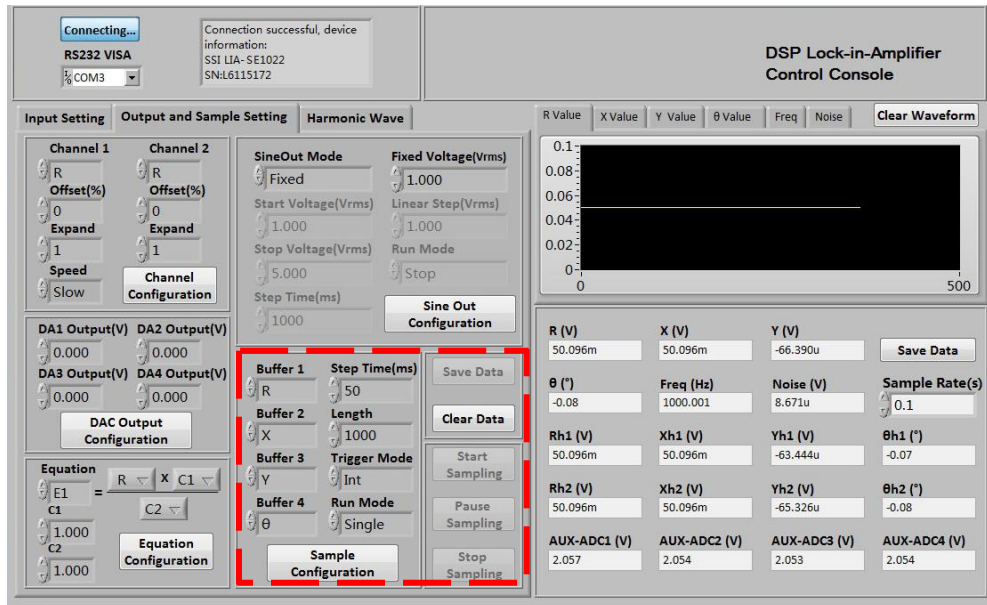 Connecting...
RS232 VISA
COM3
Connection successful, device
information:
SSI LIA- SE1022
SN:L6115172
DSP Lock-in-Amplifier
Control Console
Input Setting
Output and Sample Setting
Harmonic Wave
Channel 1
Channel 2
R
R
Offset(%)
Offset(%)
0
0
Expand
Expand
1
1
Speed
Slow
Channel
Configuration
DA1 Output(V)
DA2 Output(V)
0.000
0.000
DA3 Output(V)
DA4 Output(V)
0.000
0.000
DAC Output
Configuration
Equation
E1
=
R
X
C1
C2
C1
1.000
C2
1.000
Equation
Configuration
SineOut Mode
Fixed Voltage(Vrms)
Fixed
1.000
Start Voltage(Vrms)
Linear Step(Vrms)
1.000
1.000
Stop Voltage(Vrms)
Run Mode
5.000
Stop
Step Time(ms)
1000
Sine Out
Configuration
Buffer 1
Step Time(ms)
R
50
Buffer 2
Length
X
1000
Buffer 3
Trigger Mode
Y
Int
Buffer 4
Run Mode
θ
Single
Sample
Configuration
Save Data
Clear Data
Start
Sampling
Pause
Sampling
Stop
Sampling
R Value
X Value
Y Value
θ Value
Freq
Noise
Clear Waveform
0.1
0.08
0.06
0.04
0.02
0
0
500
R (V)
X (V)
Y (V)
50.096m
50.096m
-66.390u
Save Data
θ (°)
Freq (Hz)
Noise (V)
Sample Rate(s)
-0.08
1000.001
8.671u
0.1
Rh1 (V)
Xh1 (V)
Yh1 (V)
θh1 (°)
50.096m
50.096m
-63.444u
-0.07
Rh2 (V)
Xh2 (V)
Yh2 (V)
θh2 (°)
50.096m
50.096m
-65.326u
-0.08
AUX-ADC1 (V)
AUX-ADC2 (V)
AUX-ADC3 (V)
AUX-ADC4 (V)
2.057
2.054
2.053
2.054